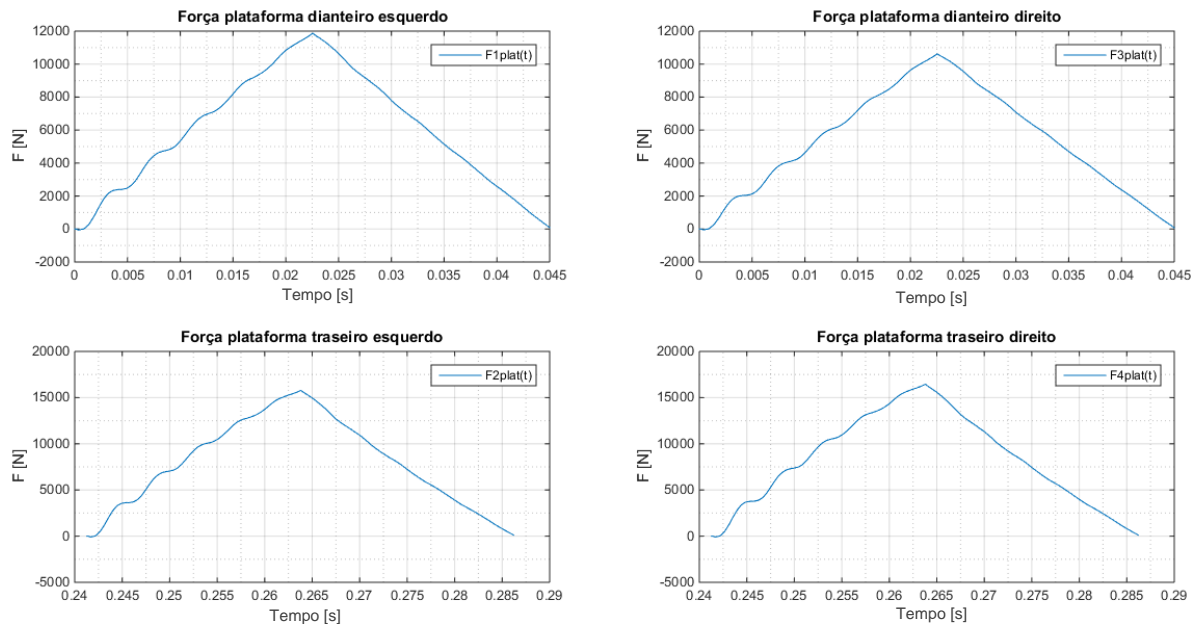 Força plataforma dianteiro esquerdo
F1plat(t)
F [N]
12000
10000
8000
6000
4000
2000
0
-2000
0 0.005 0.01 0.015 0.02 0.025 0.03 0.035 0.04 0.045
Tempo [s]
Força plataforma dianteiro direito
F3plat(t)
F [N]
12000
10000
8000
6000
4000
2000
0
-2000
0 0.005 0.01 0.015 0.02 0.025 0.03 0.035 0.04 0.045
Tempo [s]
Força plataforma traseiro esquerdo
F2plat(t)
F [N]
20000
15000
10000
5000
0
-5000
0.24 0.245 0.25 0.255 0.26 0.265 0.27 0.275 0.28 0.285 0.29
Tempo [s]
Força plataforma traseiro direito
F4plat(t)
F [N]
20000
15000
10000
5000
0
-5000
0.24 0.245 0.25 0.255 0.26 0.265 0.27 0.275 0.28 0.285 0.29
Tempo [s]